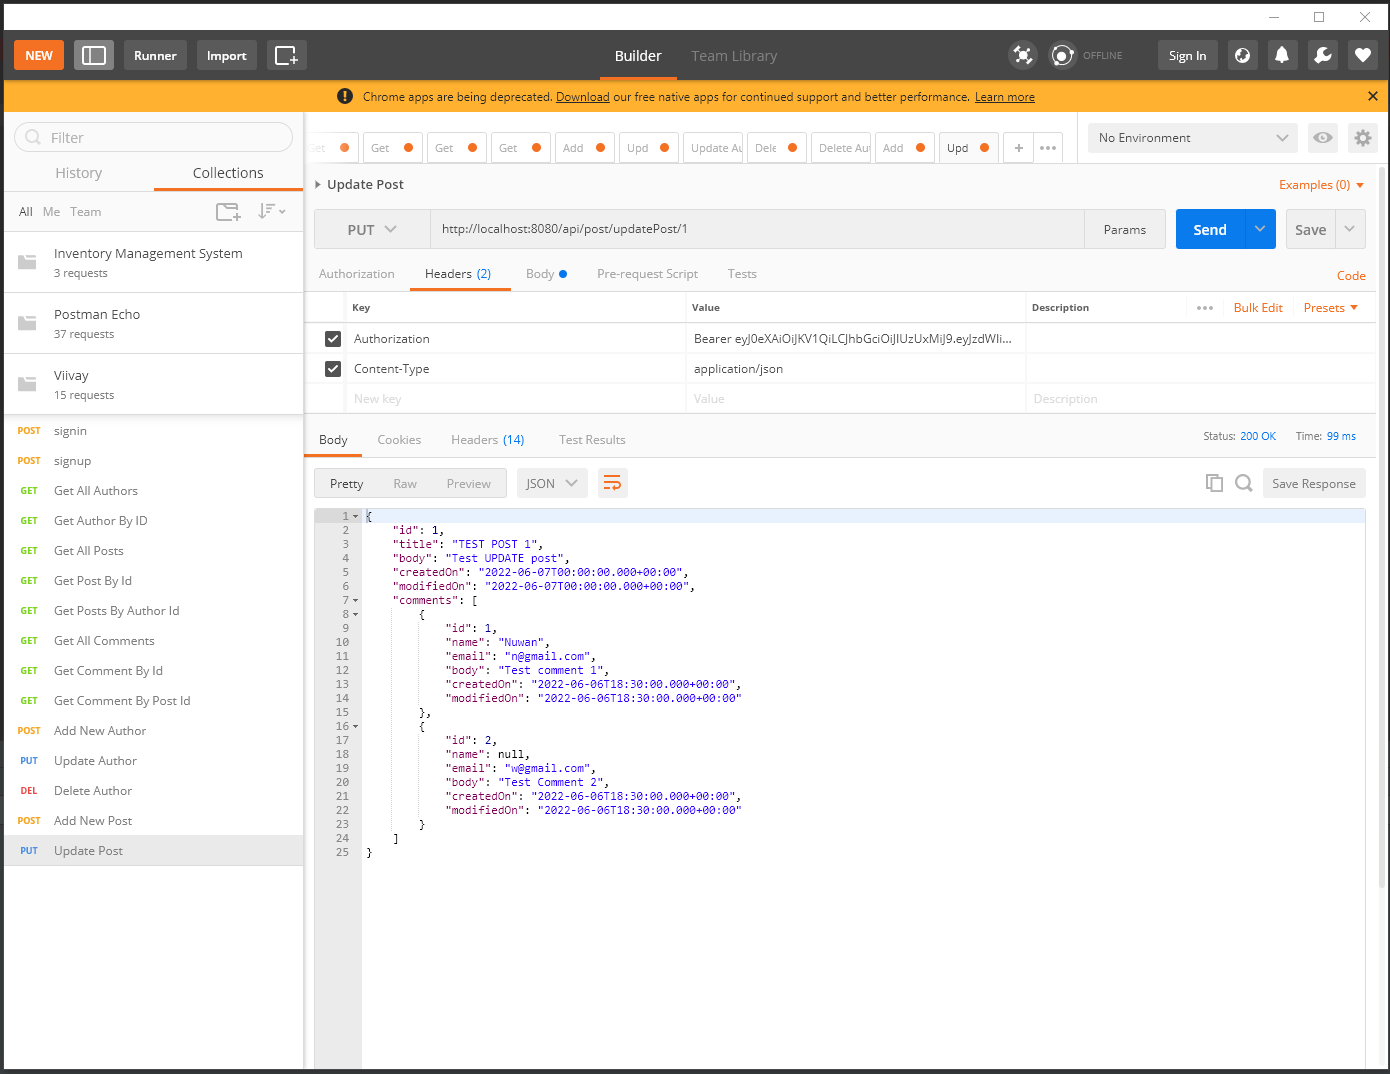 NEW
Runner
Import
Builder
Team Library
OFFLINE
Sign In
Chrome apps are being deprecated. Download our free native apps for continued support and better performance. Learn more
Filter
History
Collections
All
Me
Team
Inventory Management System
3 requests
Postman Echo
37 requests
Viivay
15 requests
POST signin
POST signup
GET Get All Authors
GET Get Author By ID
GET Get All Posts
GET Get Post By Id
GET Get Posts By Author Id
GET Get All Comments
GET Get Comment By Id
GET Get Comment By Post Id
POST Add New Author
PUT Update Author
DEL Delete Author
POST Add New Post
PUT Update Post
Get
Get
Get
Get
Add
Upd
Update Au
Dele
Delete Aut
Add
Upd
No Environment
Update Post
Examples (0)
PUT
http://localhost:8080/api/post/updatePost/1
Params
Send
Save
Authorization
Headers (2)
Body
Pre-request Script
Tests
Code
Key
Value
Description
Bulk Edit
Presets
Authorization
Bearer eyJ0eXAiOiJKV1QiLCJhbGciOiJIUzUxMiJ9.eyJzdWIi...
Content-Type
application/json
New key
Value
Description
Body
Cookies
Headers (14)
Test Results
Status: 200 OK
Time: 99 ms
Pretty
Raw
Preview
JSON
Save Response
1 {
2 "id": 1,
3 "title": "TEST POST 1",
4 "body": "Test UPDATE post",
5 "createdOn": "2022-06-07T00:00:00.000+00:00",
6 "modifiedOn": "2022-06-07T00:00:00.000+00:00",
7 "comments": [
8 {
9 "id": 1,
10 "name": "Nuwan",
11 "email": "n@gmail.com",
12 "body": "Test comment 1",
13 "createdOn": "2022-06-06T18:30:00.000+00:00",
14 "modifiedOn": "2022-06-06T18:30:00.000+00:00"
15 },
16 {
17 "id": 2,
18 "name": null,
19 "email": "w@gmail.com",
20 "body": "Test Comment 2",
21 "createdOn": "2022-06-06T18:30:00.000+00:00",
22 "modifiedOn": "2022-06-06T18:30:00.000+00:00"
23 }
24 ]
25 }